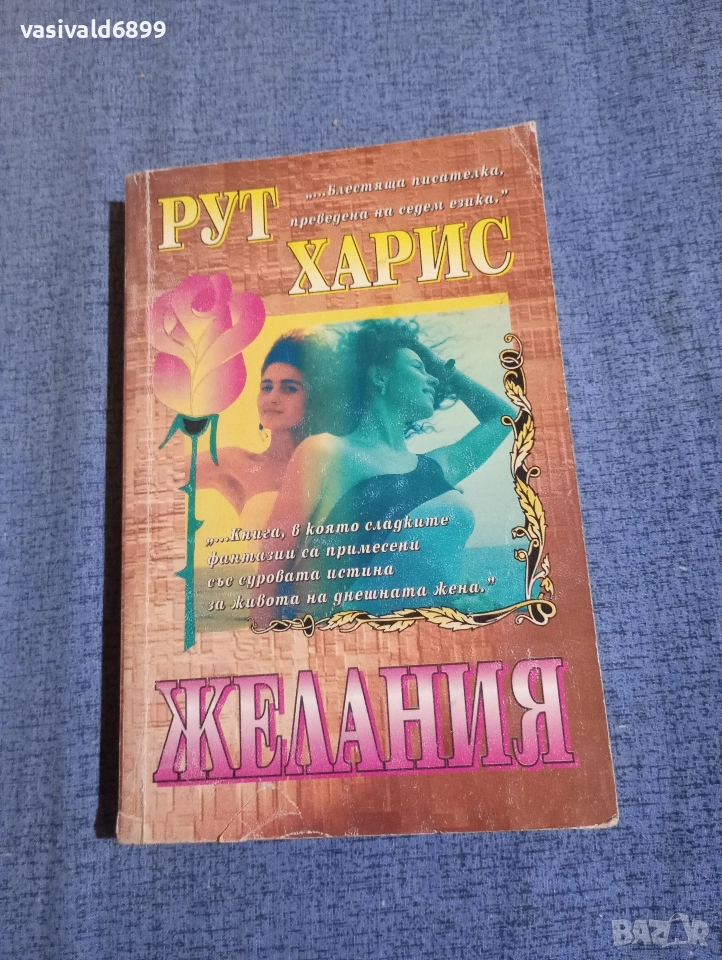 vasivald6899
РУТ
ХАРИС
„...Блестяща писателка,
преведена на седем езика.”
„...Книга, в която сладките
фантазии са примесени
със суровата истина
за живота на днешната жена.”
ЖЕЛАНИЯ
BAZAR